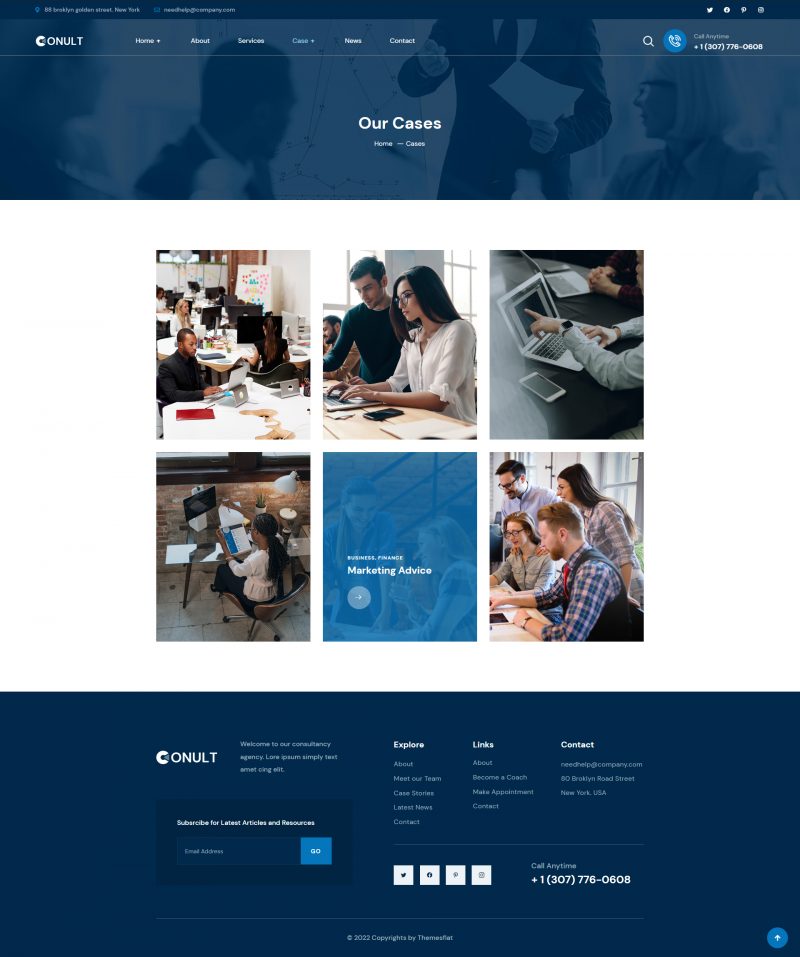 88 broklyn golden street. New York
needhelp@company.com
CONULT
Home +
About
Services
Case +
News
Contact
Call Anytime
+ 1 (307) 776-0608
Our Cases
Home — Cases
BUSINESS, FINANCE
Marketing Advice
CONULT
Welcome to our consultancy
agency. Lore ipsum simply text
amet cing elit.
Subsrcibe for Latest Articles and Resources
Email Address
GO
Explore
About
Meet our Team
Case Stories
Latest News
Contact
Links
About
Become a Coach
Make Appointment
Contact
Contact
needhelp@company.com
80 Broklyn Road Street
New York, USA
Call Anytime
+ 1 (307) 776-0608
© 2022 Copyrights by Themesflat